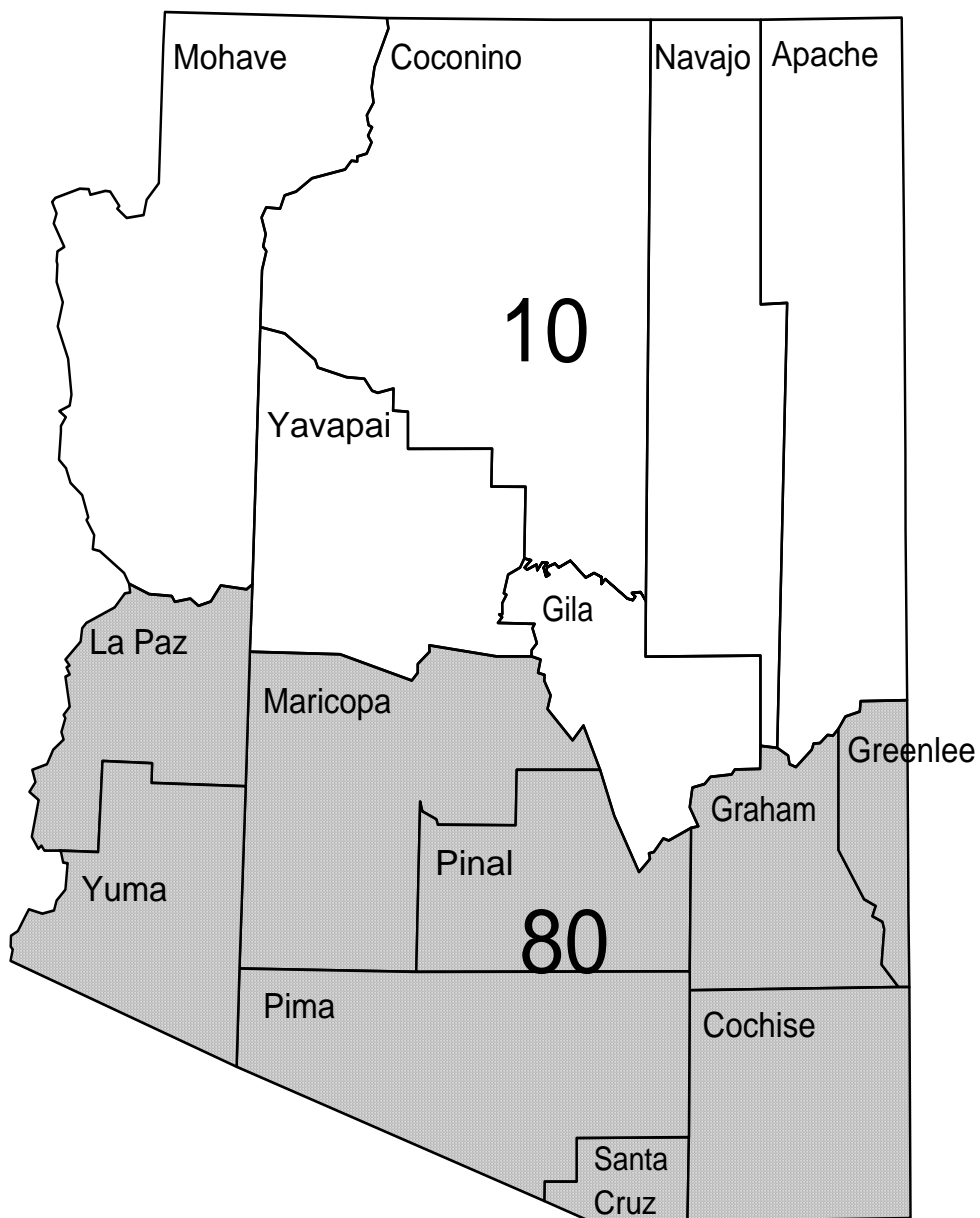 Mohave
Coconino
Navajo
Apache
10
Yavapai
Gila
La Paz
Maricopa
Greenlee
Graham
Pinal
Yuma
80
Pima
Cochise
Santa
Cruz